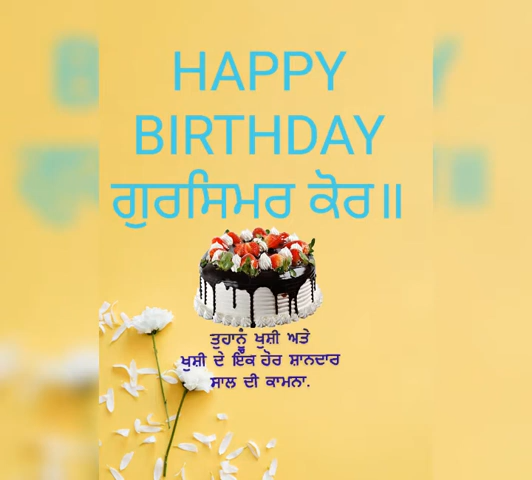 HAPPY
BIRTHDAY
ਗੁਰਸਿਮਰ ਕੋਰ॥
ਤੁਹਾਨੂੰ ਖੁਸ਼ੀ ਅਤੇ
ਖੁਸ਼ੀ ਦੇ ਇੱਕ ਹੋਰ ਸ਼ਾਨਦਾਰ
ਸਾਲ ਦੀ ਕਾਮਨਾ.